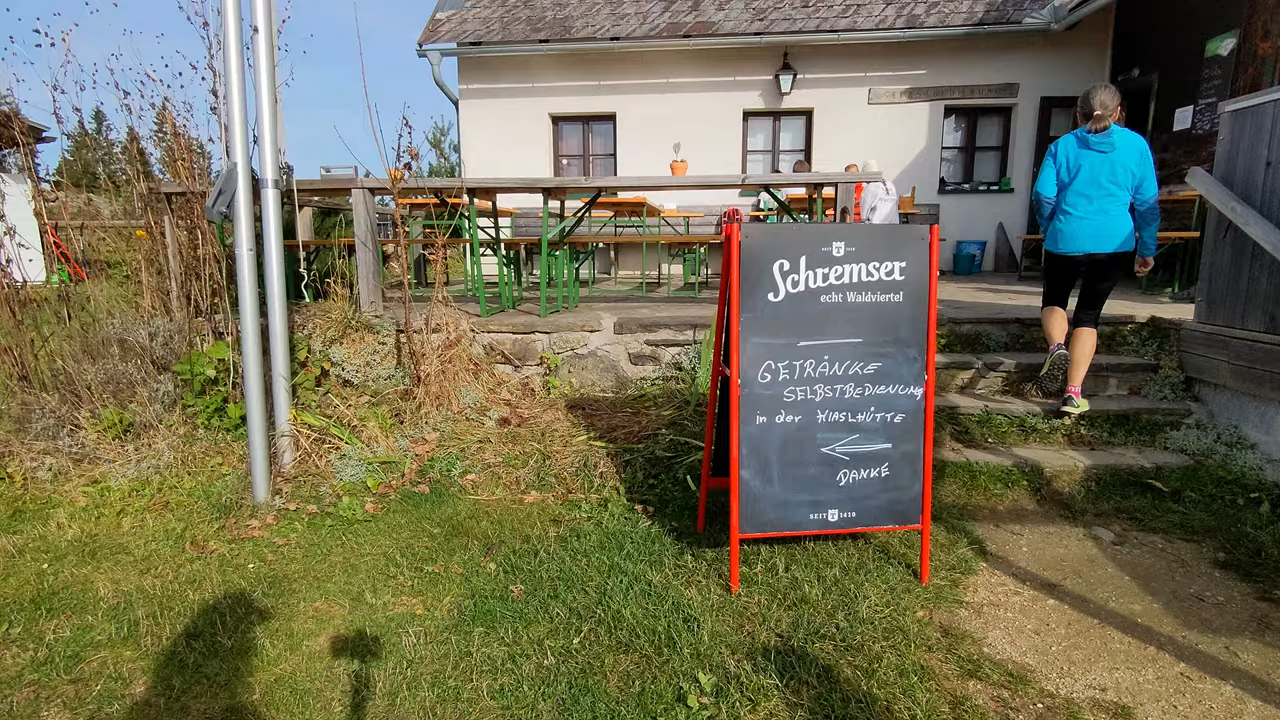 SEIT 1410
Schremser
echt Waldviertel
GETRÄNKE
SELBSTBEDIENUNG
in der HIASLHÜTTE
DANKE
SEIT 1410